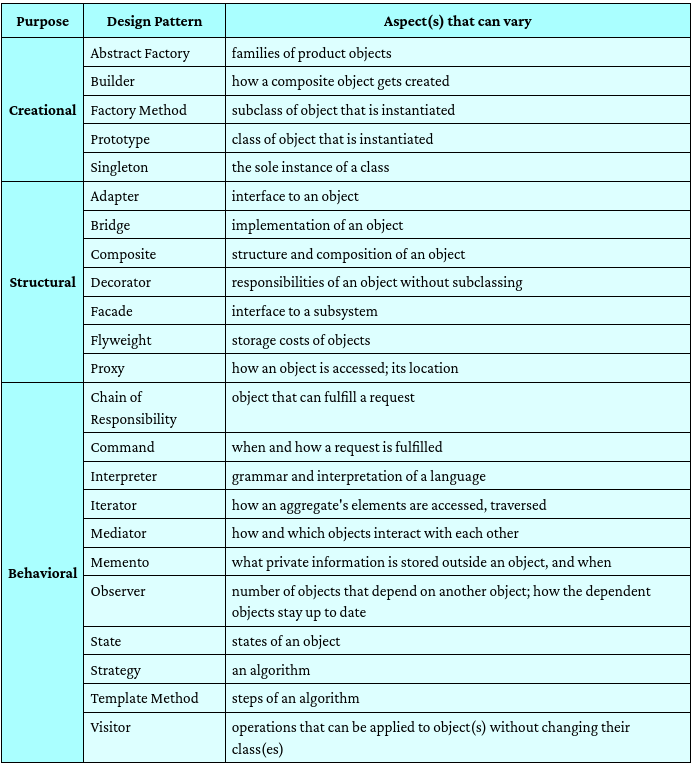 Purpose Design Pattern Aspect(s) that can vary
Creational
Abstract Factory families of product objects
Builder how a composite object gets created
Factory Method subclass of object that is instantiated
Prototype class of object that is instantiated
Singleton the sole instance of a class
Structural
Adapter interface to an object
Bridge implementation of an object
Composite structure and composition of an object
Decorator responsibilities of an object without subclassing
Facade interface to a subsystem
Flyweight storage costs of objects
Proxy how an object is accessed; its location
Behavioral
Chain of object that can fulfill a request
Responsibility
Command when and how a request is fulfilled
Interpreter grammar and interpretation of a language
Iterator how an aggregate's elements are accessed, traversed
Mediator how and which objects interact with each other
Memento what private information is stored outside an object, and when
Observer number of objects that depend on another object; how the dependent
objects stay up to date
State states of an object
Strategy an algorithm
Template Method steps of an algorithm
Visitor operations that can be applied to object(s) without changing their
class(es)